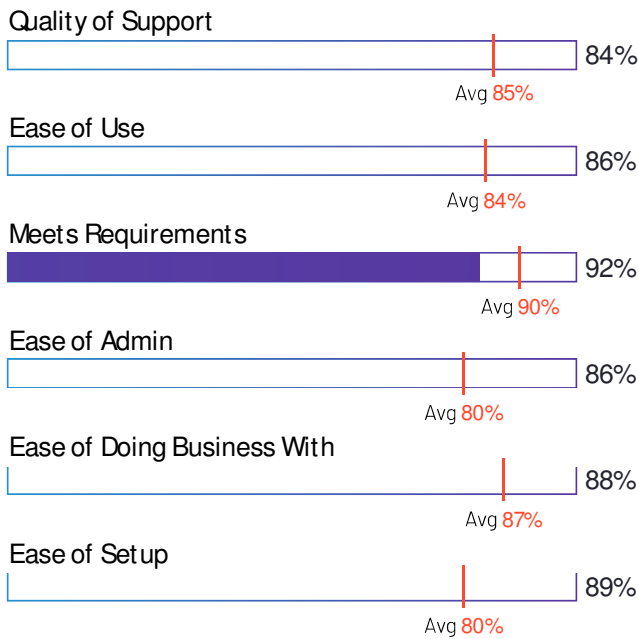 Quality of Support
84%
Avg 85%
Ease of Use
86%
Avg 84%
Meets Requirements
92%
Avg 90%
Ease of Admin
86%
Avg 80%
Ease of Doing Business With
88%
Avg 87%
Ease of Setup
89%
Avg 80%